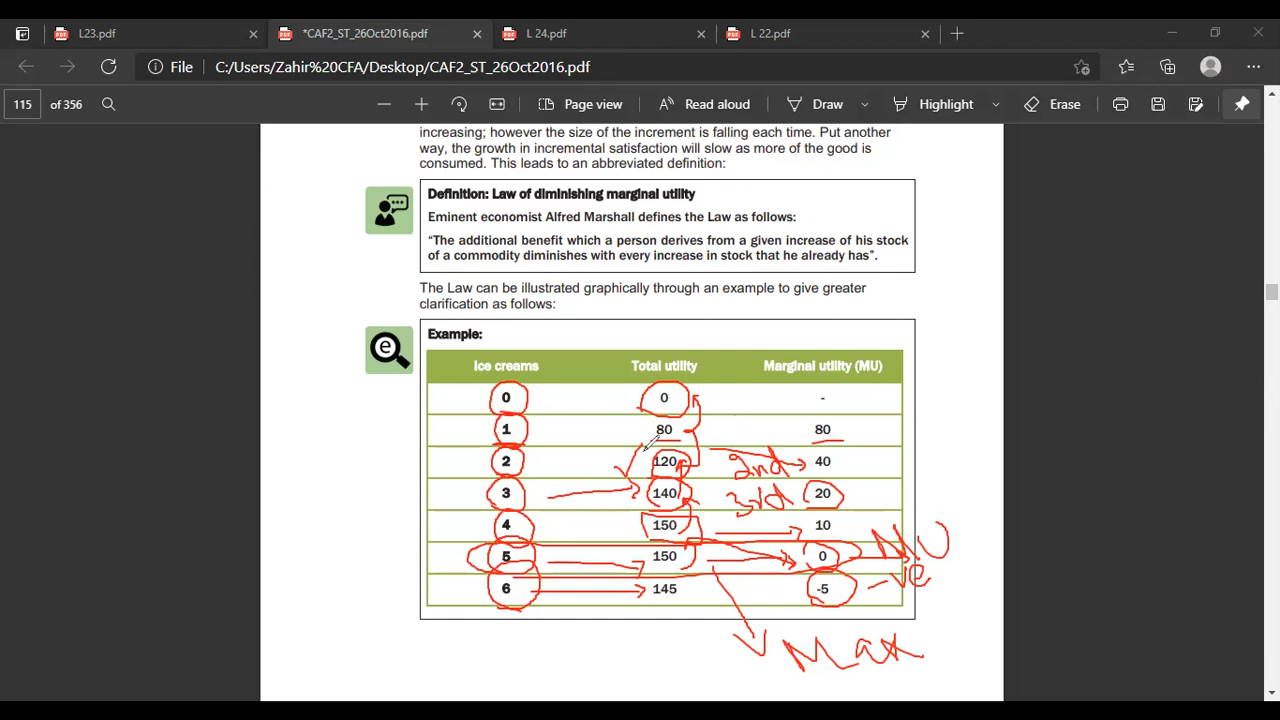 L23.pdf *CAF2_ST_26Oct2016.pdf L 24.pdf L 22.pdf
File C:/Users/Zahir%20CFA/Desktop/CAF2_ST_26Oct2016.pdf
115 of 356 Page view Read aloud Draw Highlight Erase
increasing; however the size of the increment is falling each time. Put another
way, the growth in incremental satisfaction will slow as more of the good is
consumed. This leads to an abbreviated definition:
Definition: Law of diminishing marginal utility
Eminent economist Alfred Marshall defines the Law as follows:
“The additional benefit which a person derives from a given increase of his stock
of a commodity diminishes with every increase in stock that he already has”.
The Law can be illustrated graphically through an example to give greater
clarification as follows:
e
Example:
Ice creams Total utility Marginal utility (MU)
0 0 -
1 80 80
2 120 2nd 40
3 140 3rd 20
4 150 10
5 150 0 MU
6 145 -5 -ve
Max